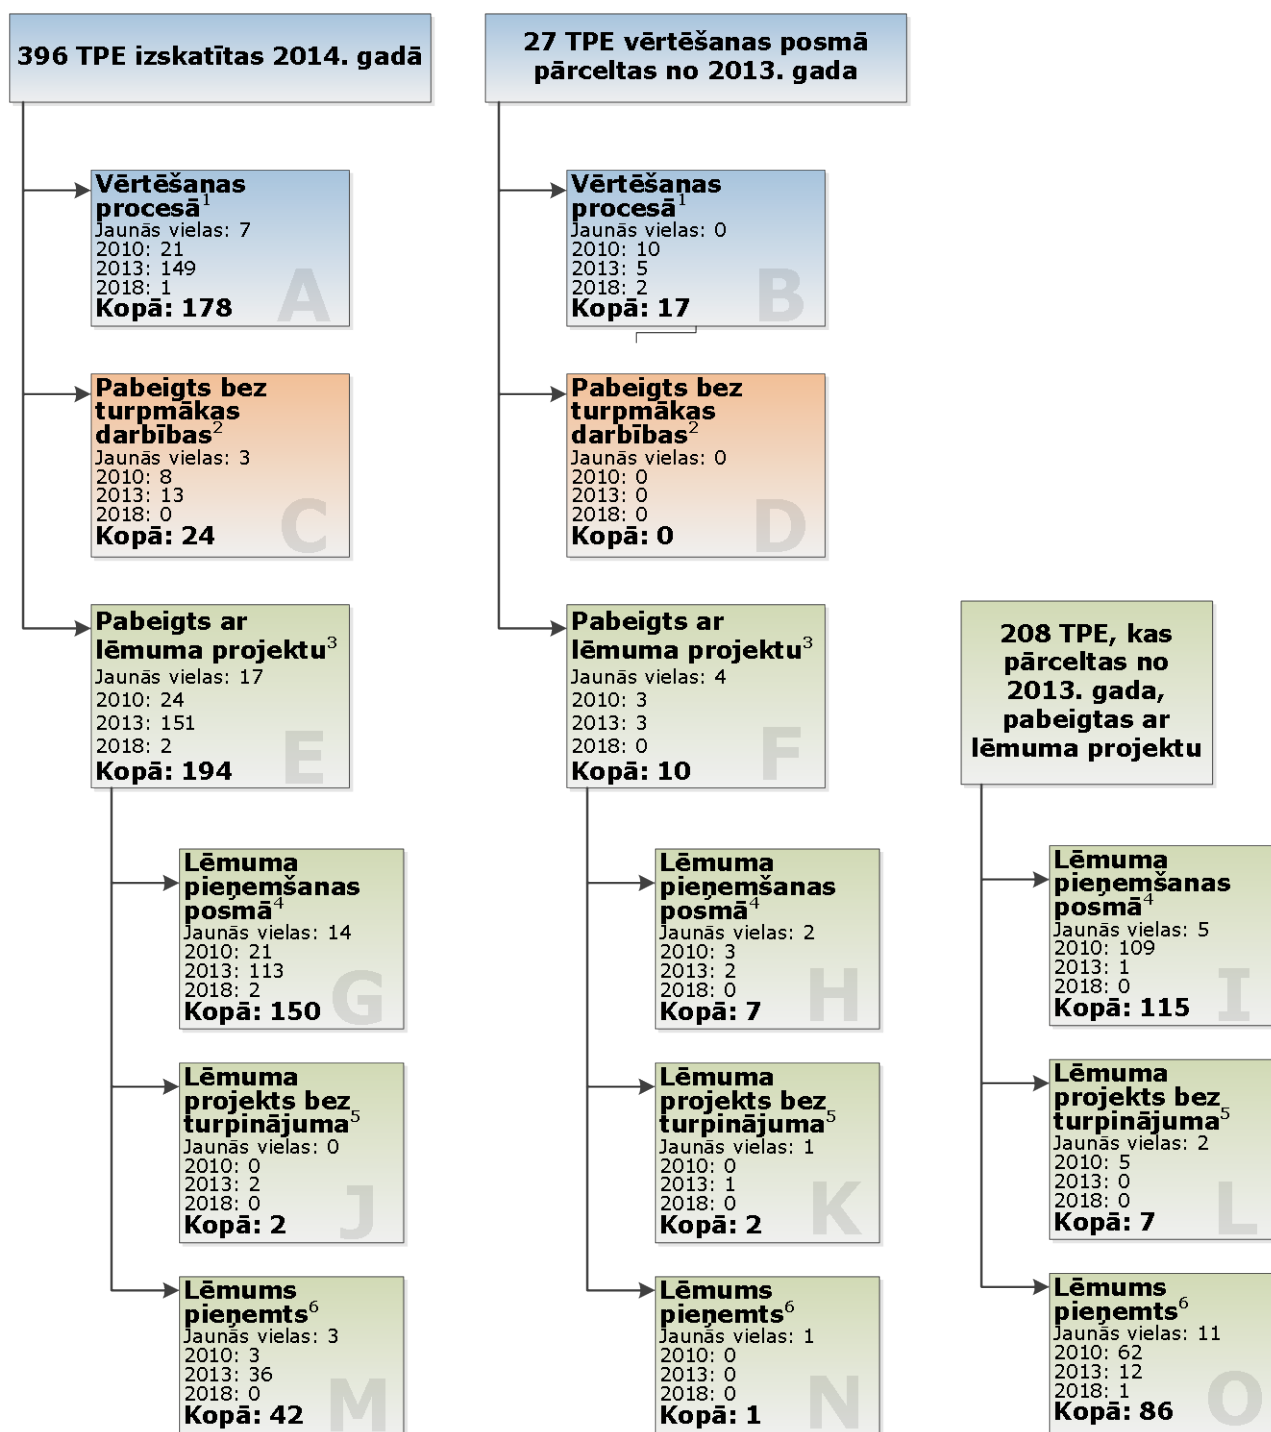 396 TPE izskatītas 2014. gadā
Vērtēšanas
procesā1
Jaunās vielas: 7
2010: 21
2013: 149
2018: 1
Kopā: 178
A
Pabeigts bez
turpmākas
darbības2
Jaunās vielas: 3
2010: 8
2013: 13
2018: 0
Kopā: 24
C
Pabeigts ar
lēmuma projektu3
Jaunās vielas: 17
2010: 24
2013: 151
2018: 2
Kopā: 194
E
Lēmuma
pieņemšanas
posmā4
Jaunās vielas: 14
2010: 21
2013: 113
2018: 2
Kopā: 150
G
Lēmuma
projekts bez
turpinājuma5
Jaunās vielas: 0
2010: 0
2013: 2
2018: 0
Kopā: 2
J
Lēmums
pieņemts6
Jaunās vielas: 3
2010: 3
2013: 36
2018: 0
Kopā: 42
M
27 TPE vērtēšanas posmā
pārceltas no 2013. gada
Vērtēšanas
procesā1
Jaunās vielas: 0
2010: 10
2013: 5
2018: 2
Kopā: 17
B
Pabeigts bez
turpmākas
darbības2
Jaunās vielas: 0
2010: 0
2013: 0
2018: 0
Kopā: 0
D
Pabeigts ar
lēmuma projektu3
Jaunās vielas: 4
2010: 3
2013: 3
2018: 0
Kopā: 10
F
Lēmuma
pieņemšanas
posmā4
Jaunās vielas: 2
2010: 3
2013: 2
2018: 0
Kopā: 7
H
Lēmuma
projekts bez
turpinājuma5
Jaunās vielas: 1
2010: 0
2013: 1
2018: 0
Kopā: 2
K
Lēmums
pieņemts6
Jaunās vielas: 1
2010: 0
2013: 0
2018: 0
Kopā: 1
N
208 TPE, kas
pārceltas no
2013. gada,
pabeigtas ar
lēmuma projektu
Lēmuma
pieņemšanas
posmā4
Jaunās vielas: 5
2010: 109
2013: 1
2018: 0
Kopā: 115
I
Lēmuma
projekts bez
turpinājuma5
Jaunās vielas: 2
2010: 5
2013: 0
2018: 0
Kopā: 7
L
Lēmums
pieņemts6
Jaunās vielas: 11
2010: 62
2013: 12
2018: 1
Kopā: 86
O